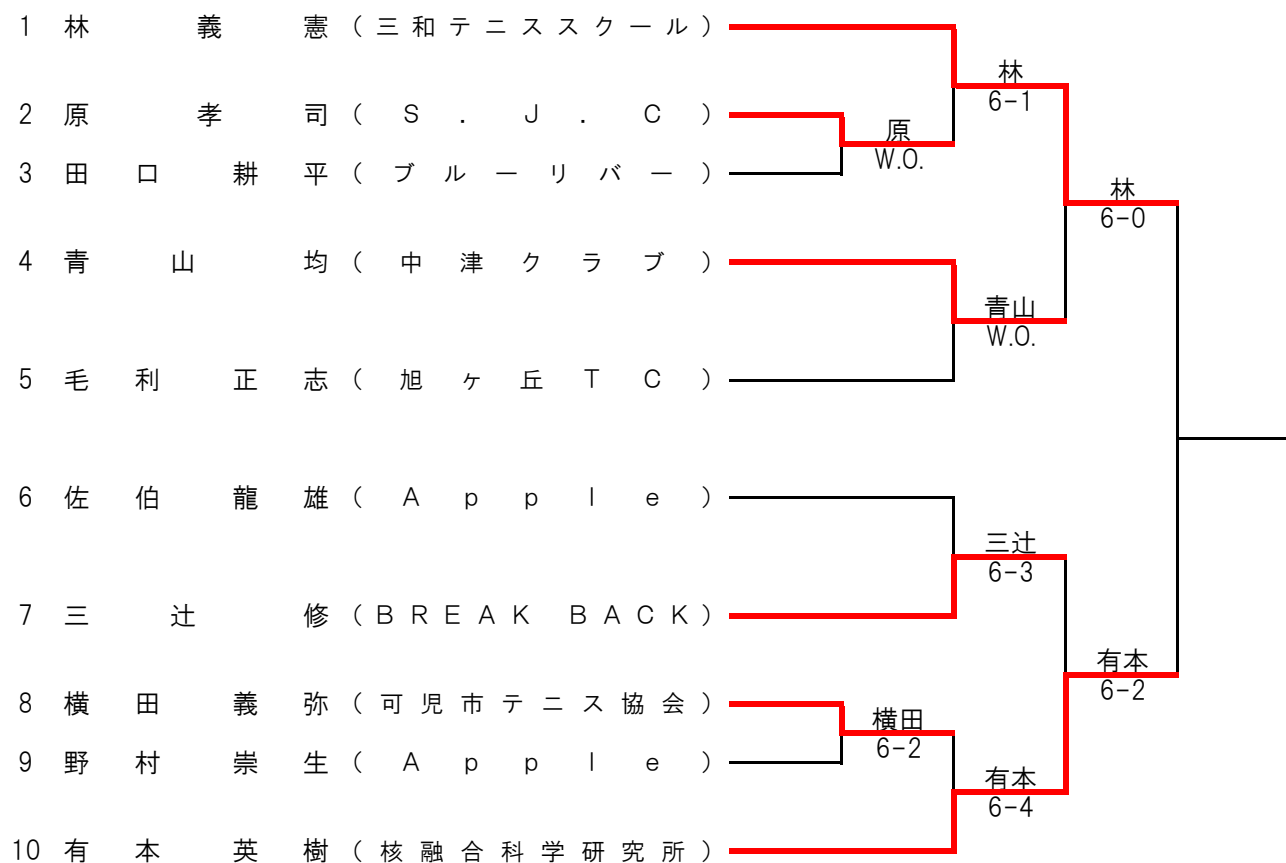 1 林 義憲 (三和テニススクール)
林
6-1
2 原 孝司 (S.J.C)
原
W.O.
3 田口 耕平 (ブルーリバー)
林
6-0
4 青山 均 (中津クラブ)
青山
W.O.
5 毛利 正志 (旭ヶ丘TC)
6 佐伯 龍雄 (Apple)
三辻
6-3
7 三辻 修 (BREAK BACK)
有本
6-2
8 横田 義弥 (可児市テニス協会)
横田
6-2
9 野村 崇生 (Apple)
有本
6-4
10 有本 英樹 (核融合科学研究所)